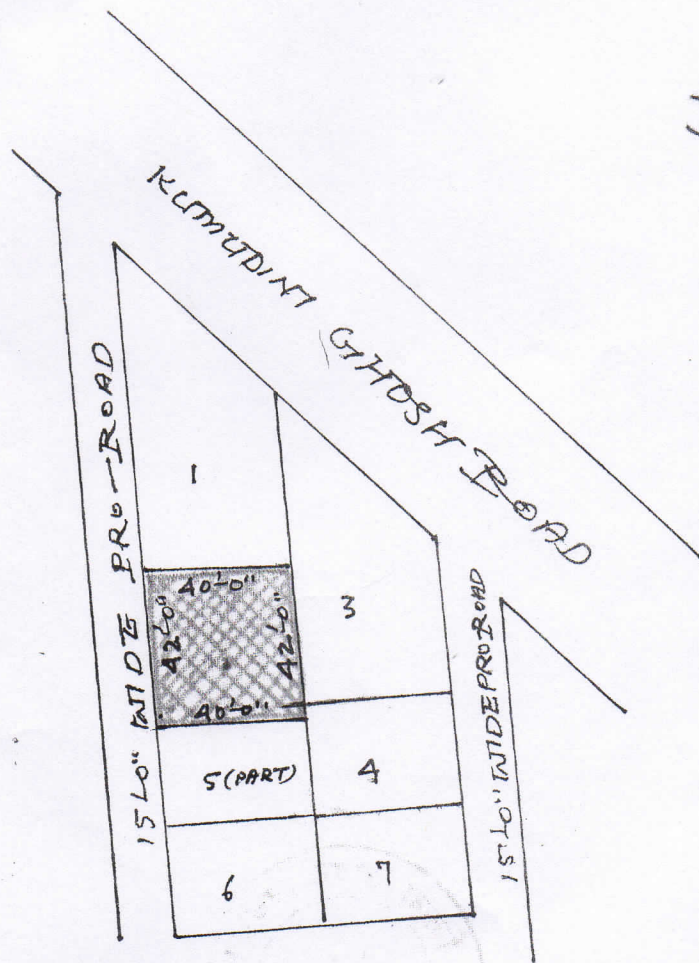 KUMUDINI GHOSH ROAD
15'-0" WIDE PRO-ROAD
1
40'-0"
42'-0"
42'-0"
40'-0"
3
15'-0" WIDE PRO-ROAD
5 (PART)
4
6
7